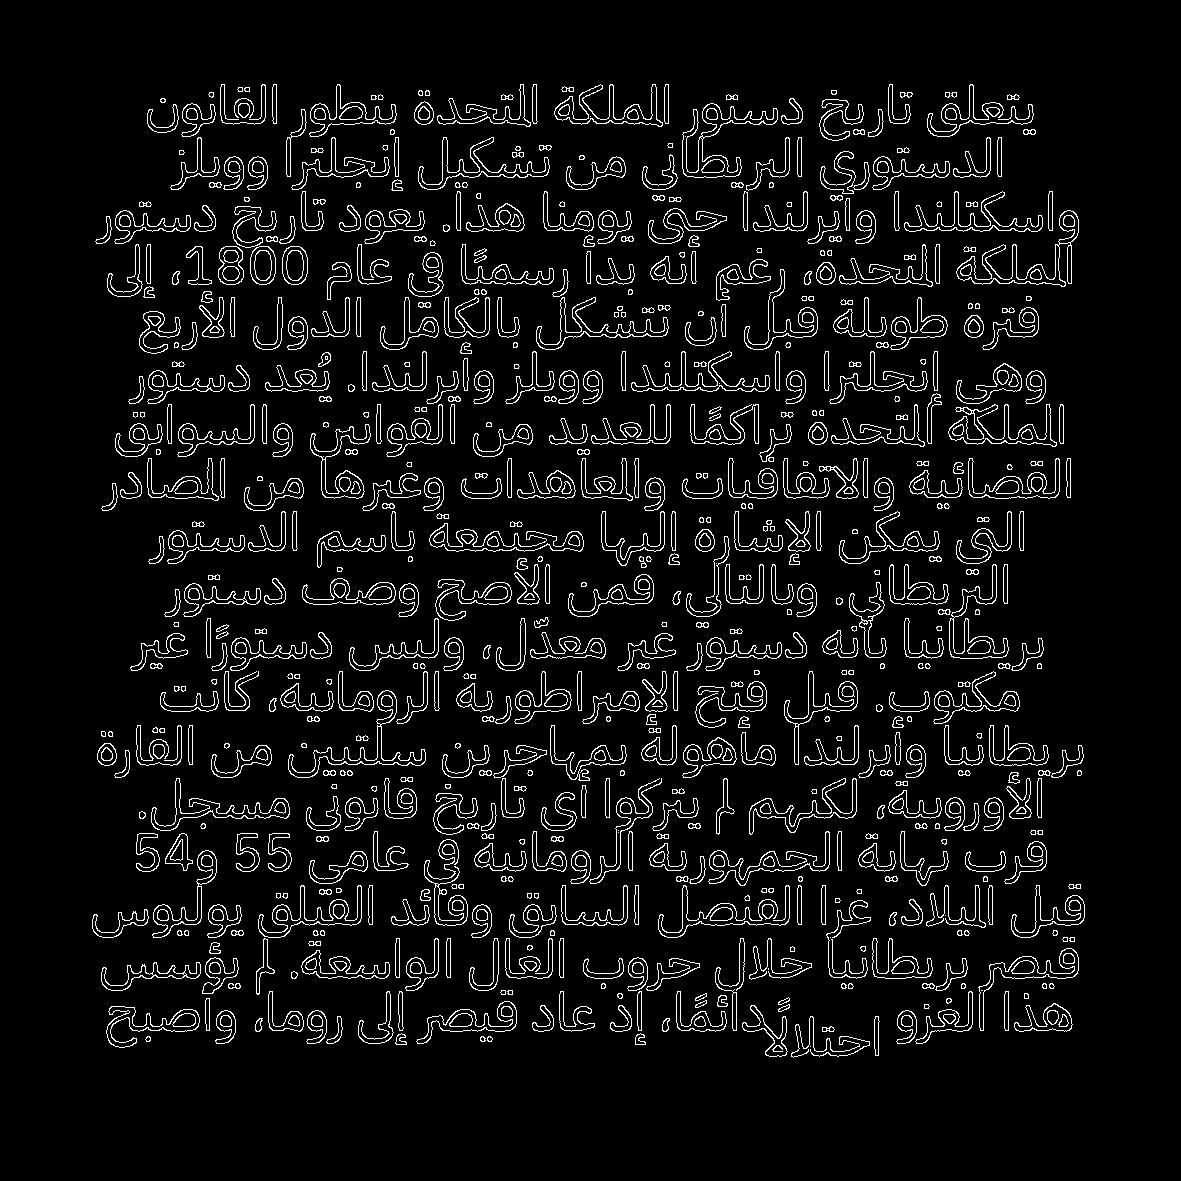 يتعلق تاريخ دستور المملكة المتحدة بتطور القانون
الدستوري البريطاني من تشكيل إنجلترا وويلز
واسكتلندا وأيرلندا حتى يومنا هذا. يعود تاريخ دستور
المملكة المتحدة، رغم أنه بدأ رسميًا في عام 1800، إلى
فترة طويلة قبل أن تتشكل بالكامل الدول الأربع
وهي إنجلترا واسكتلندا وويلز وأيرلندا. يُعد دستور
المملكة المتحدة تراكمًا للعديد من القوانين والسوابق
القضائية والاتفاقيات والمعاهدات وغيرها من المصادر
التي يمكن الإشارة إليها مجتمعة باسم الدستور
البريطاني. وبالتالي، فمن الأصح وصف دستور
بريطانيا بأنه دستور غير معدّل، وليس دستورًا غير
مكتوب. قبل فتح الإمبراطورية الرومانية، كانت
بريطانيا وأيرلندا مأهولة بمهاجرين سلتيين من القارة
الأوروبية، لكنهم لم يتركوا أي تاريخ قانوني مسجل.
قرب نهاية الجمهورية الرومانية في عامي 55 و54
قبل الميلاد، غزا القنصل السابق وقائد الفيلق يوليوس
قيصر بريطانيا خلال حروب الغال الواسعة. لم يؤسس
هذا الغزو احتلالًا دائمًا، إذ عاد قيصر إلى روما، وأصبح